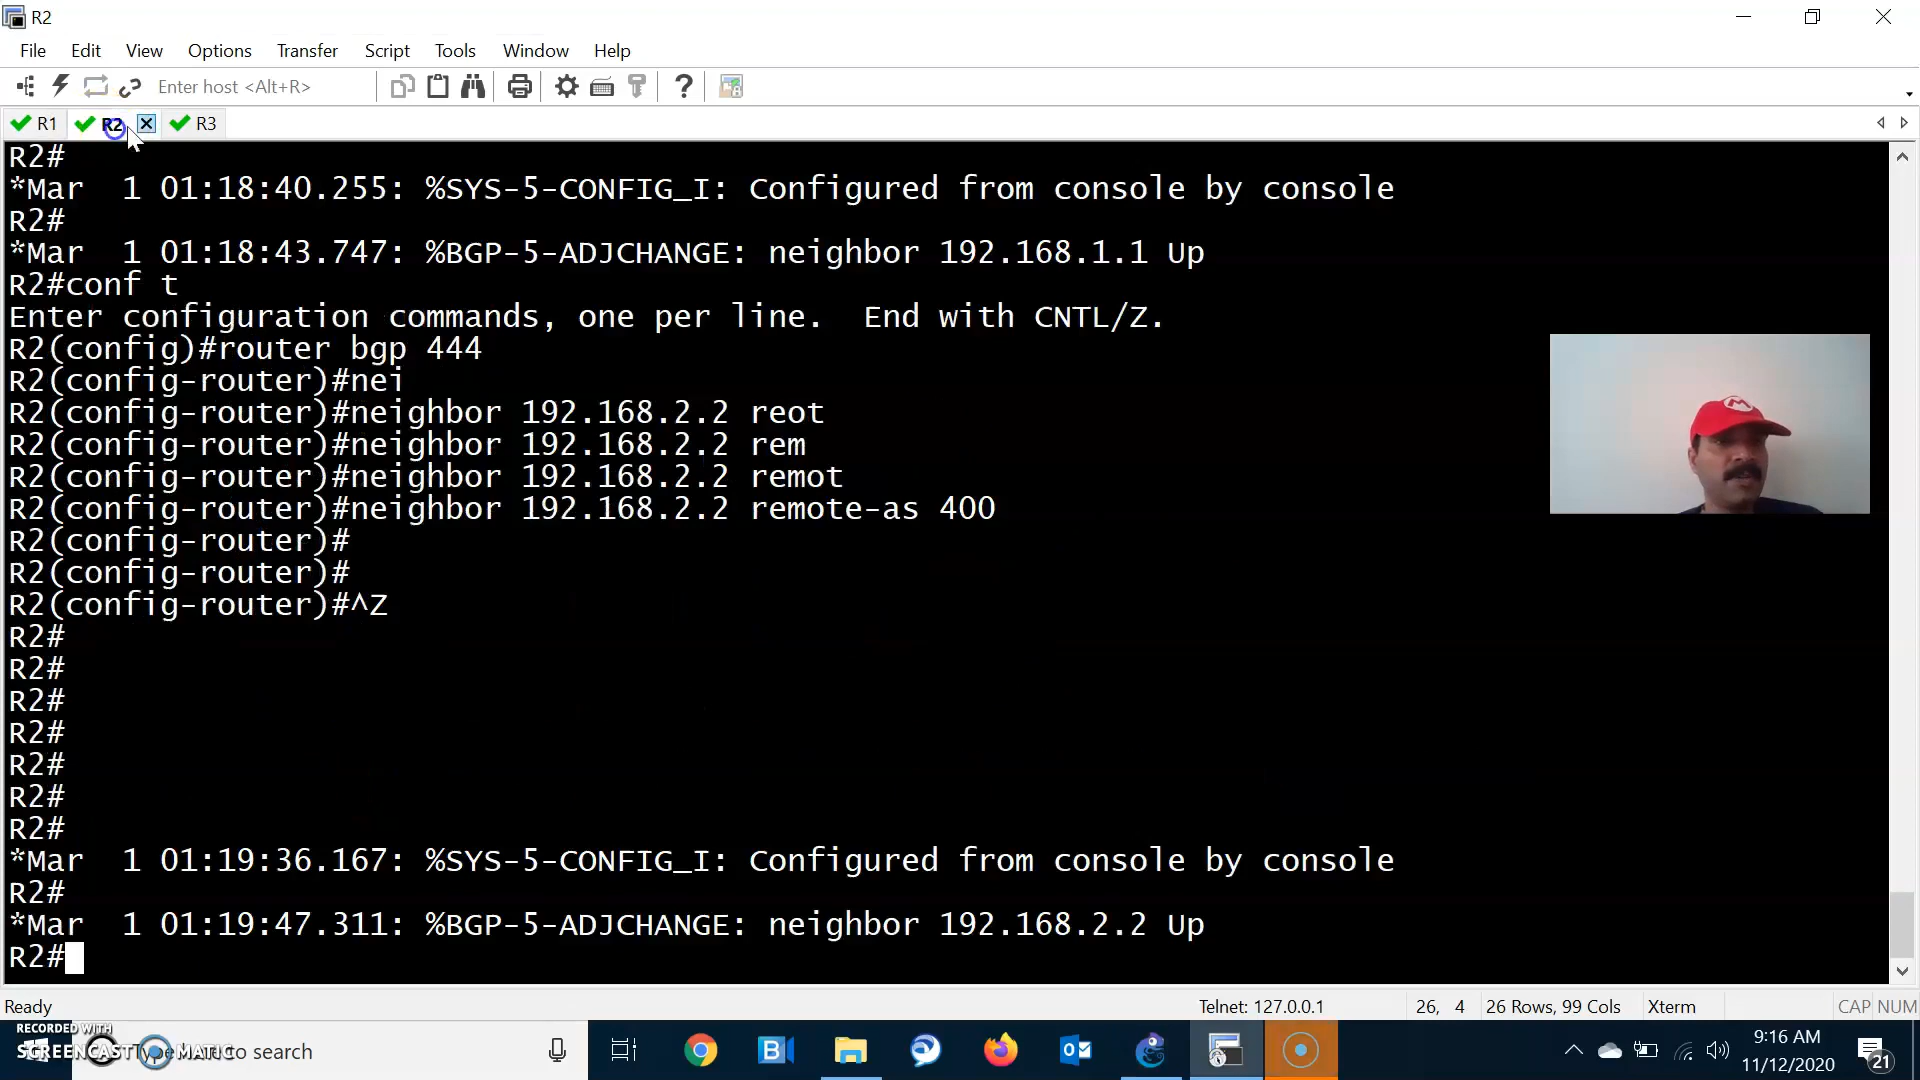 R2
File Edit View Options Transfer Script Tools Window Help
Enter host <Alt+R>
R1 R2 R3
R2#
*Mar  1 01:18:40.255: %SYS-5-CONFIG_I: Configured from console by console
R2#
*Mar  1 01:18:43.747: %BGP-5-ADJCHANGE: neighbor 192.168.1.1 Up
R2#conf t
Enter configuration commands, one per line.  End with CNTL/Z.
R2(config)#router bgp 444
R2(config-router)#nei
R2(config-router)#neighbor 192.168.2.2 reot
R2(config-router)#neighbor 192.168.2.2 rem
R2(config-router)#neighbor 192.168.2.2 remot
R2(config-router)#neighbor 192.168.2.2 remote-as 400
R2(config-router)#
R2(config-router)#
R2(config-router)#^Z
R2#
R2#
R2#
R2#
R2#
R2#
R2#
*Mar  1 01:19:36.167: %SYS-5-CONFIG_I: Configured from console by console
R2#
*Mar  1 01:19:47.311: %BGP-5-ADJCHANGE: neighbor 192.168.2.2 Up
R2#
Ready Telnet: 127.0.0.1 26, 4 26 Rows, 99 Cols Xterm CAP NUM
RECORDED WITH
SCREENCAST MATIC
Type here to search
9:16 AM
11/12/2020
21